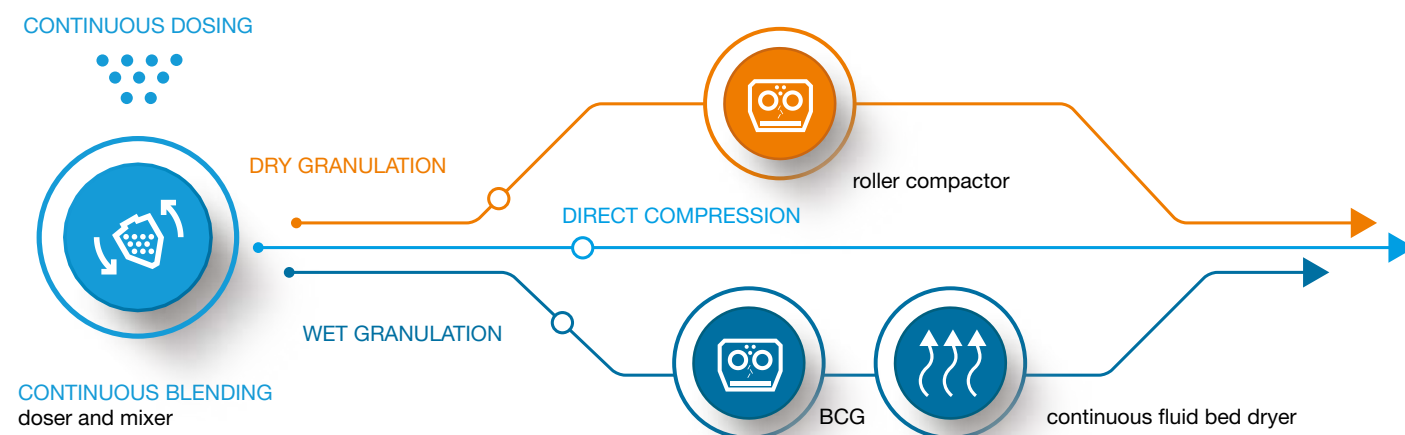 CONTINUOUS DOSING
DRY GRANULATION
roller compactor
DIRECT COMPRESSION
WET GRANULATION
CONTINUOUS BLENDING
doser and mixer
BCG
continuous fluid bed dryer